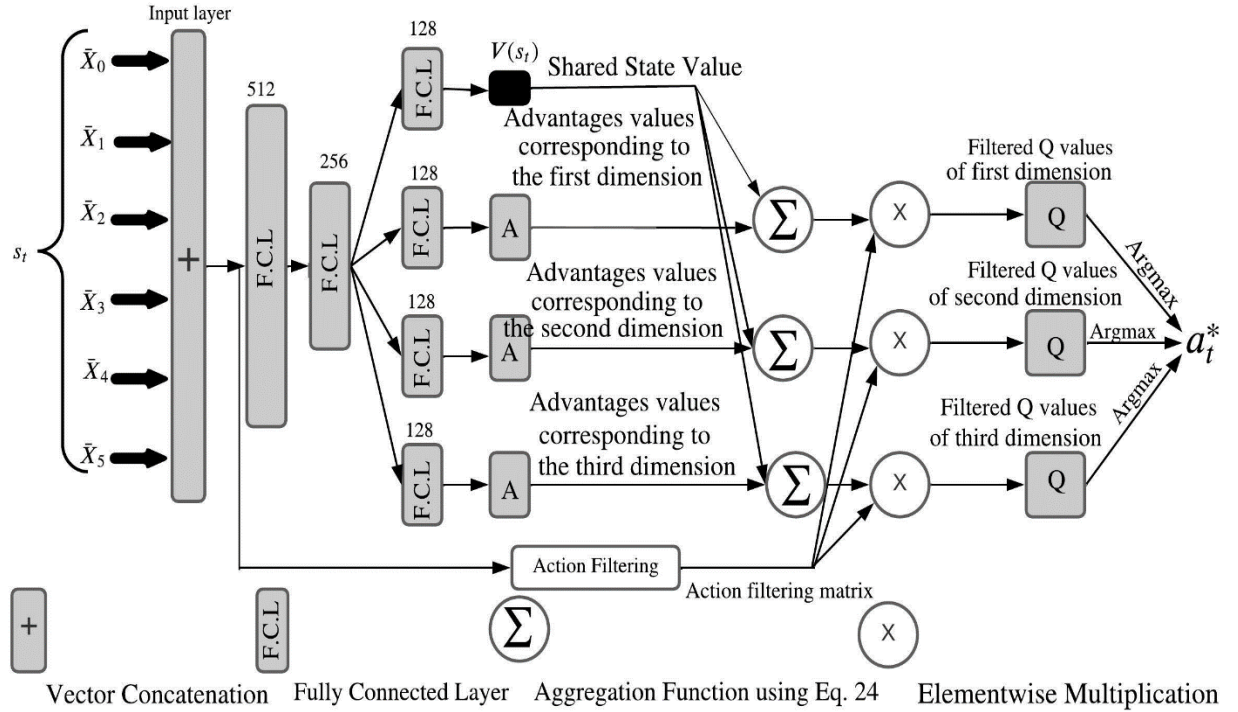 Input layer
s_t
X̄_0
X̄_1
X̄_2
X̄_3
X̄_4
X̄_5
+
512
F.C.L
256
F.C.L
128
F.C.L
V(s_t)
Shared State Value
Advantages values
corresponding to
the first dimension
128
F.C.L
A
Advantages values
corresponding to
the second dimension
128
F.C.L
A
Advantages values
corresponding to
the third dimension
128
F.C.L
A
Σ
Σ
Σ
X
X
X
Filtered Q values
of first dimension
Q
Argmax
Filtered Q values
of second dimension
Q
Argmax
Filtered Q values
of third dimension
Q
Argmax
a_t^*
Action Filtering
Action filtering matrix
+
Vector Concatenation
F.C.L
Fully Connected Layer
Σ
Aggregation Function using Eq. 24
X
Elementwise Multiplication